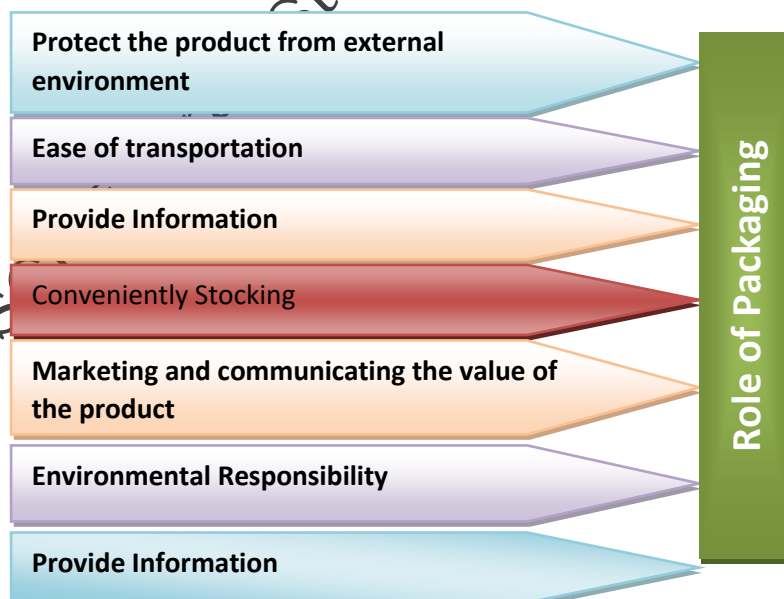 Protect the product from external
environment
Ease of transportation
Provide Information
Conveniently Stocking
Marketing and communicating the value of
the product
Environmental Responsibility
Provide Information
Role of Packaging